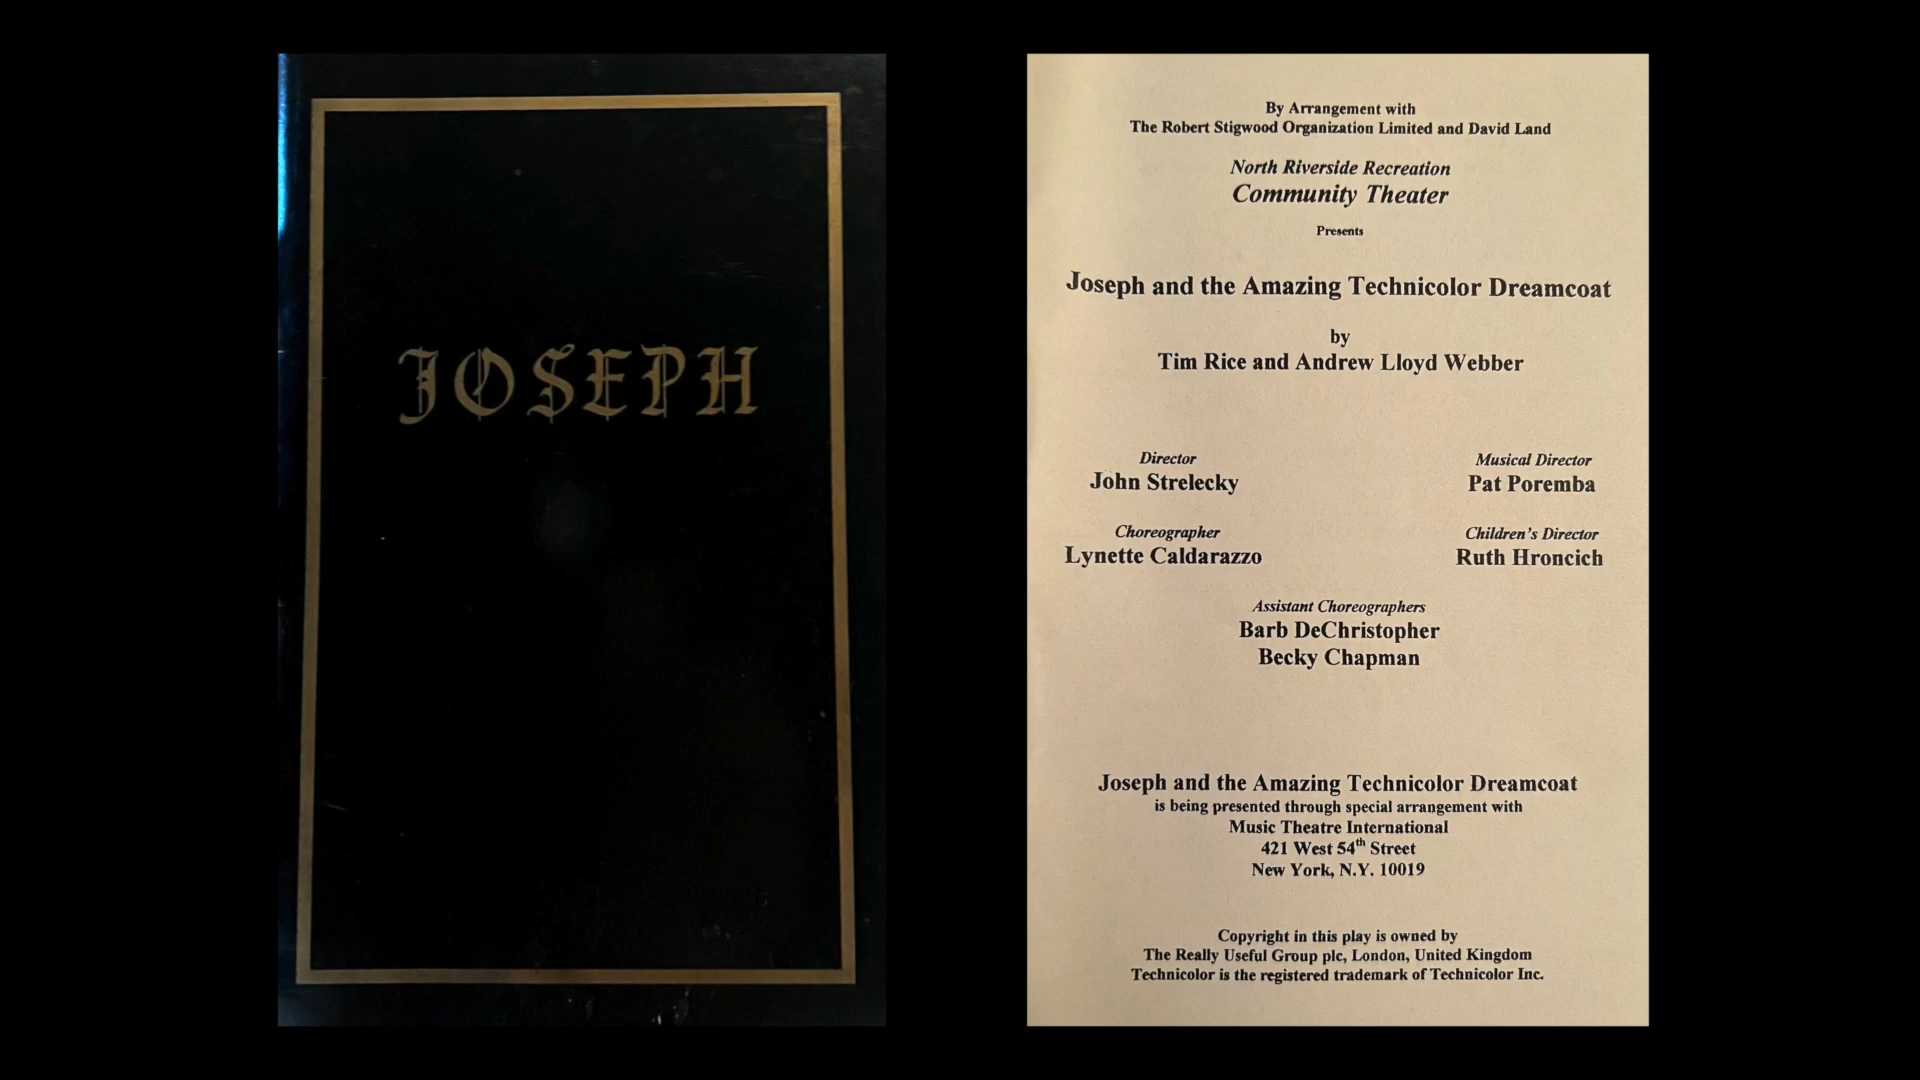 JOSEPH
By Arrangement with
The Robert Stigwood Organization Limited and David Land
North Riverside Recreation
Community Theater
Presents
Joseph and the Amazing Technicolor Dreamcoat
by
Tim Rice and Andrew Lloyd Webber
Director
John Strelecky
Musical Director
Pat Poremba
Choreographer
Lynette Caldarazzo
Children's Director
Ruth Hroncich
Assistant Choreographers
Barb DeChristopher
Becky Chapman
Joseph and the Amazing Technicolor Dreamcoat
is being presented through special arrangement with
Music Theatre International
421 West 54th Street
New York, N.Y. 10019
Copyright in this play is owned by
The Really Useful Group plc, London, United Kingdom
Technicolor is the registered trademark of Technicolor Inc.